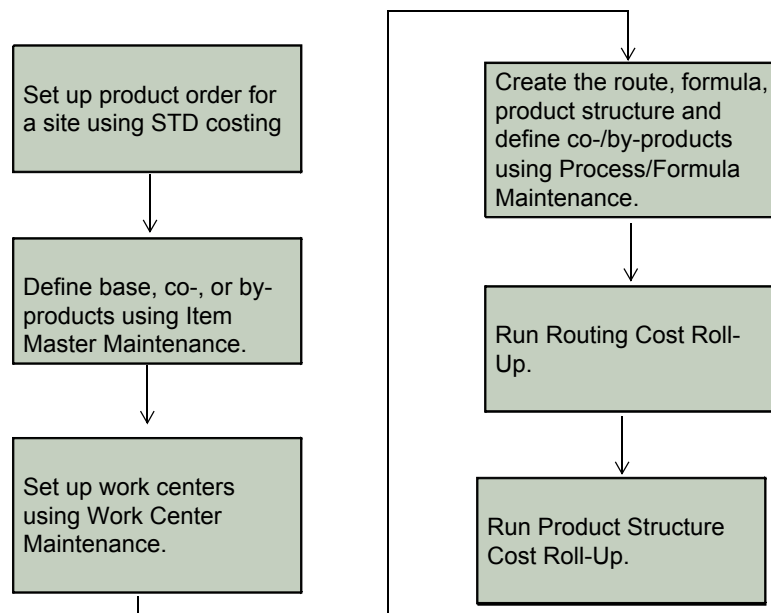 Set up product order for
a site using STD costing
Define base, co-, or by-
products using Item
Master Maintenance.
Set up work centers
using Work Center
Maintenance.
Create the route, formula,
product structure and
define co-/by-products
using Process/Formula
Maintenance.
Run Routing Cost Roll-
Up.
Run Product Structure
Cost Roll-Up.